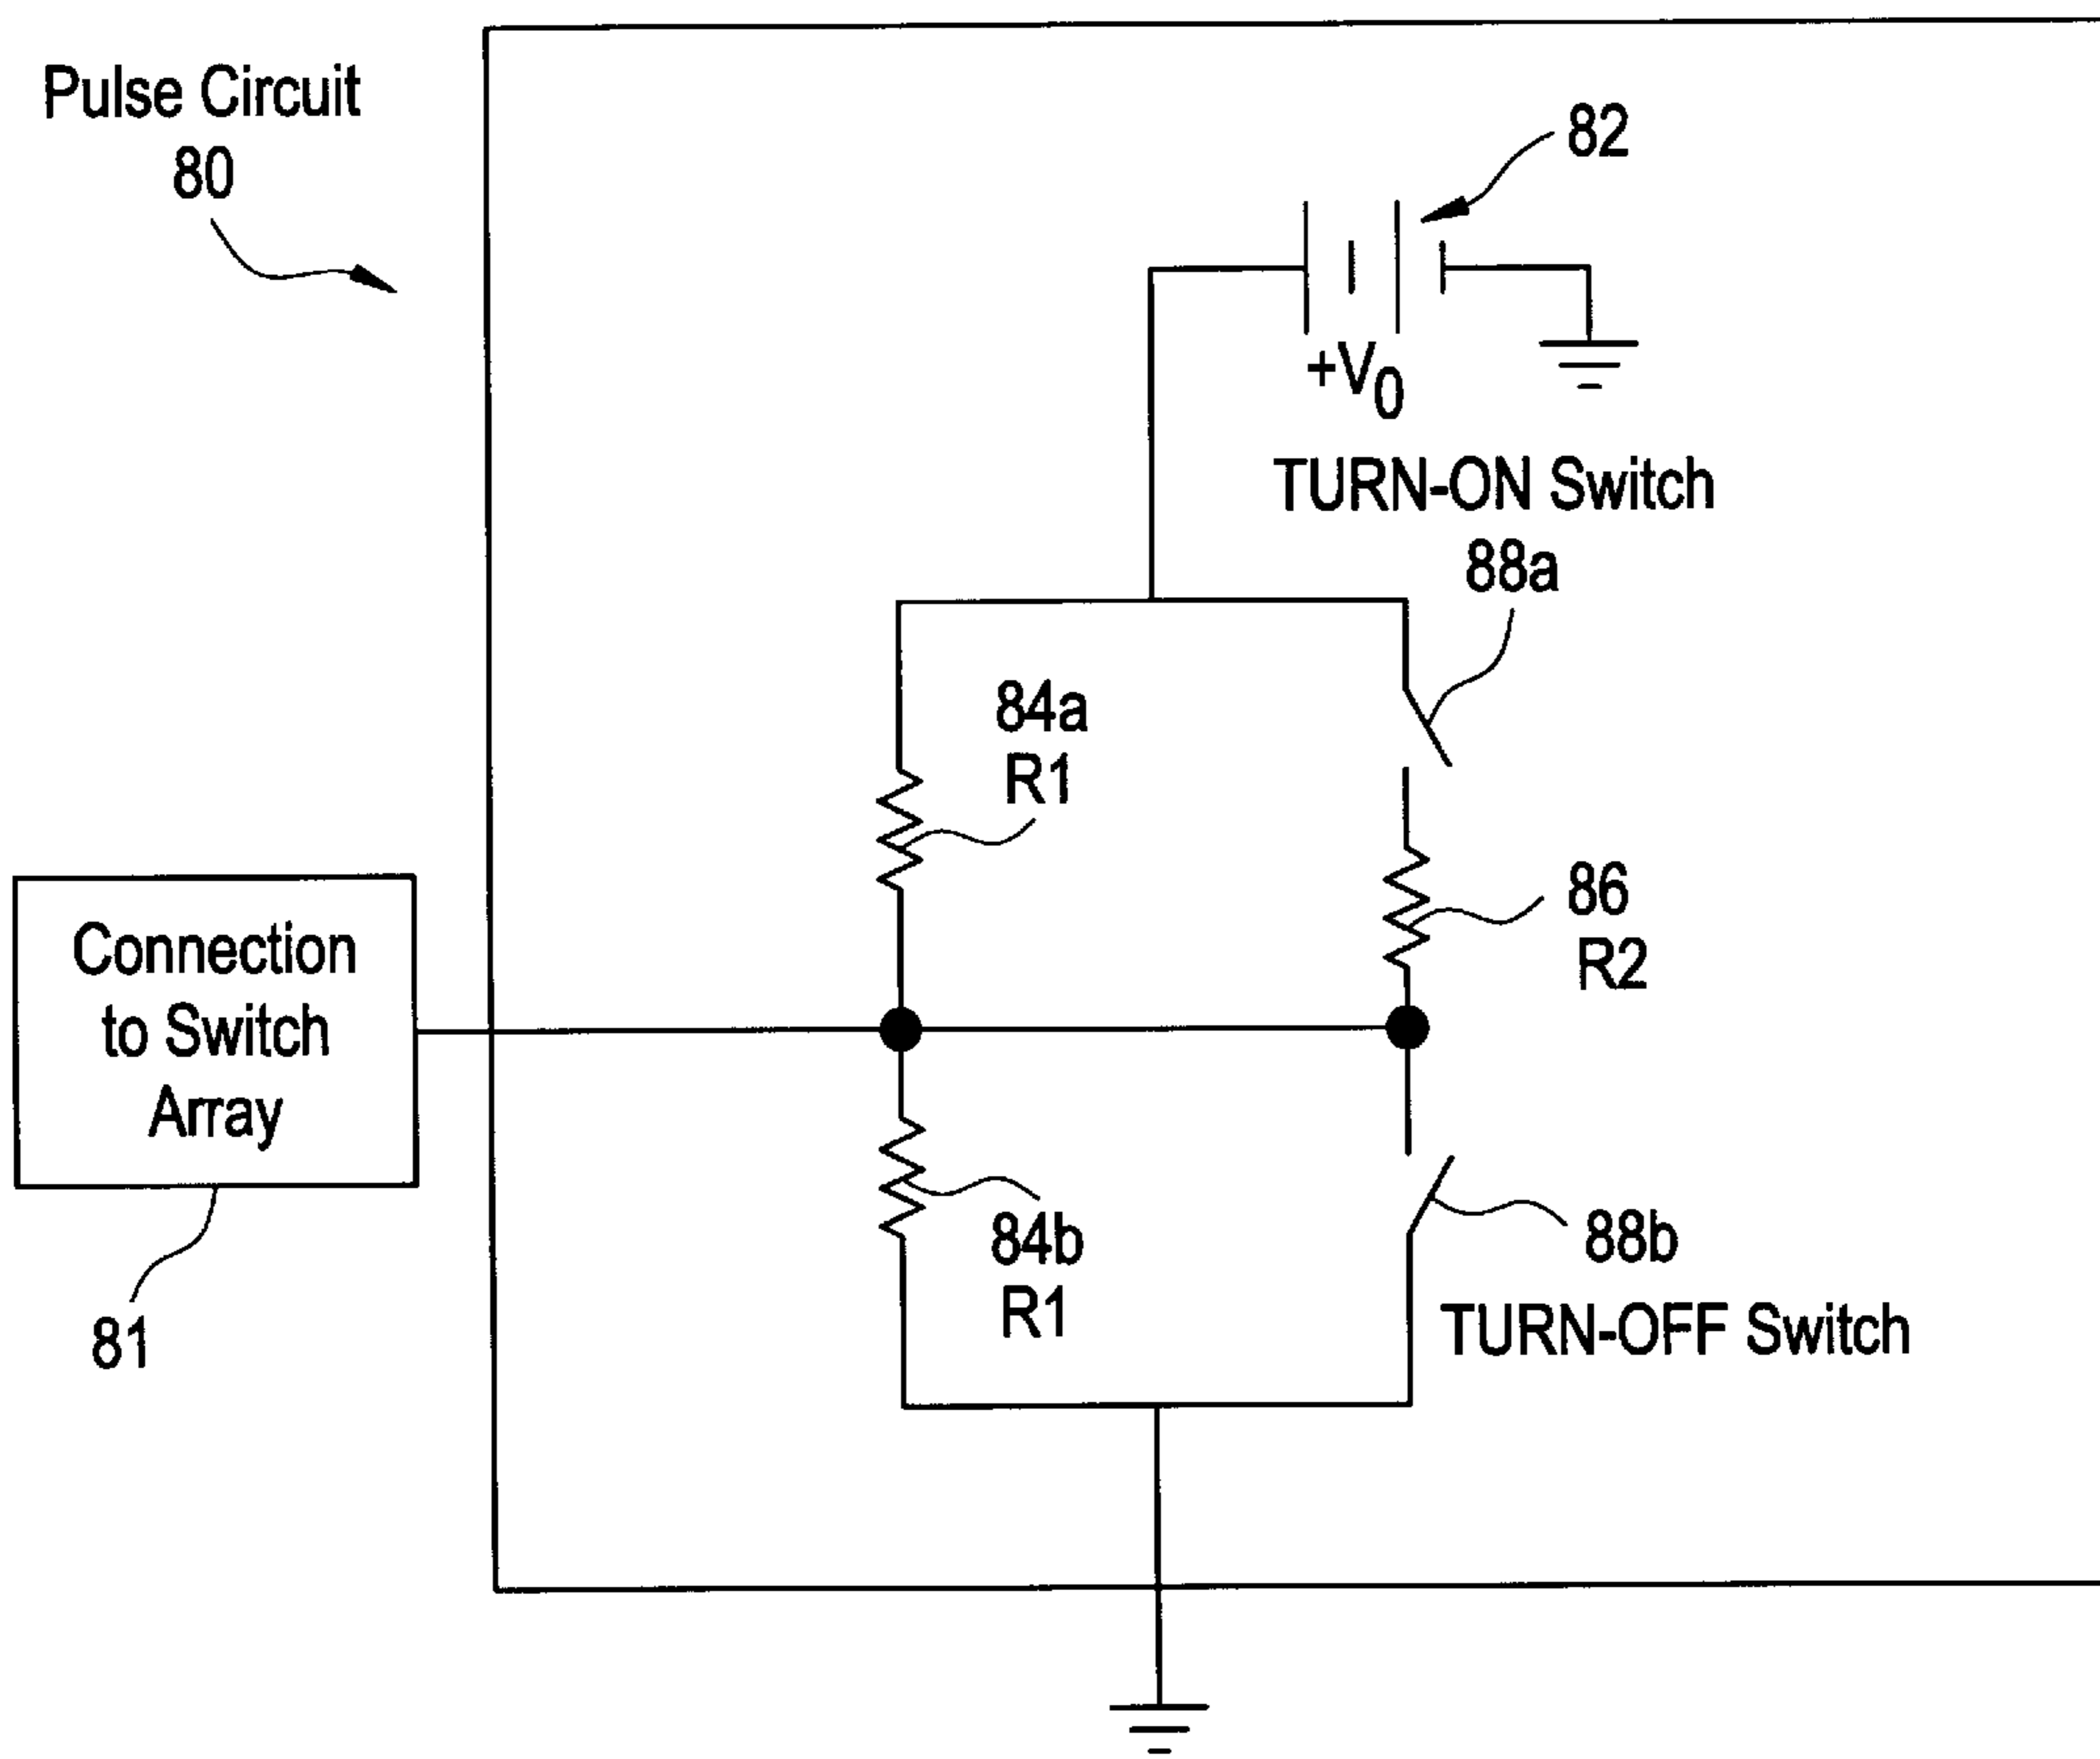 Pulse Circuit
80
82
+V0
TURN-ON Switch
88a
84a
R1
86
R2
Connection
to Switch
Array
81
84b
R1
88b
TURN-OFF Switch